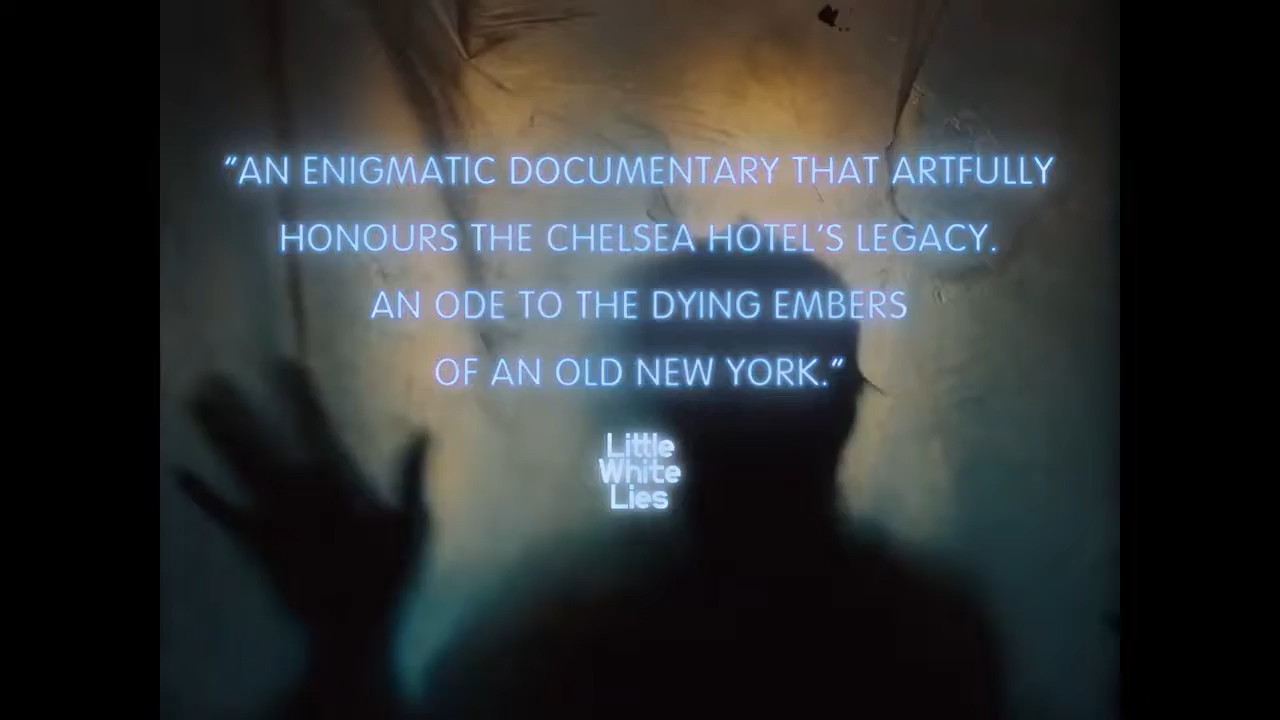 "AN ENIGMATIC DOCUMENTARY THAT ARTFULLY
HONOURS THE CHELSEA HOTEL'S LEGACY.
AN ODE TO THE DYING EMBERS
OF AN OLD NEW YORK."
Little
White
Lies